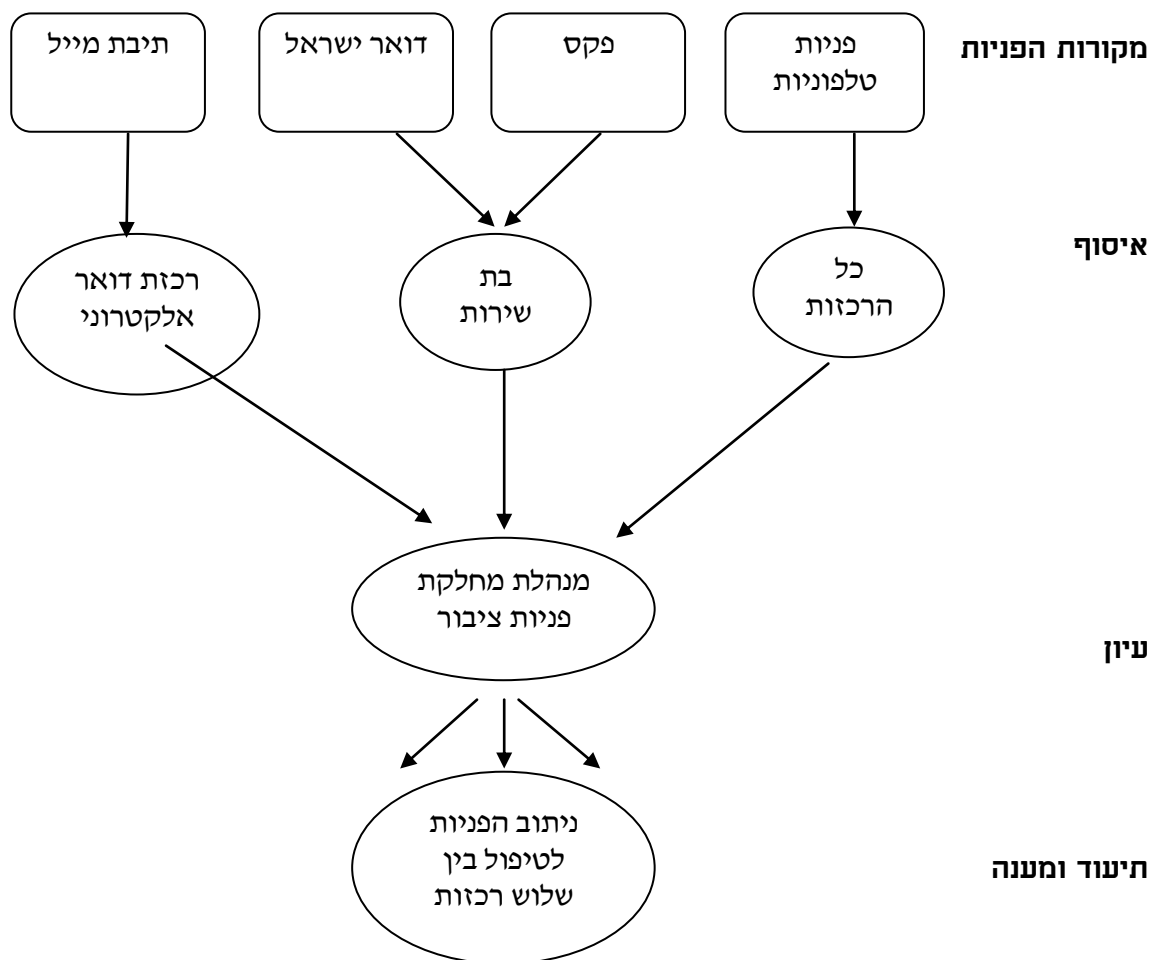 מקורות הפניות
פניות
טלפוניות
פקס
דואר ישראל
תיבת מייל
איסוף
כל
הרכזות
בת
שירות
רכזת דואר
אלקטרוני
עיון
מנהלת מחלקת
פניות ציבור
תיעוד ומענה
ניתוב הפניות
לטיפול בין
שלוש רכזות